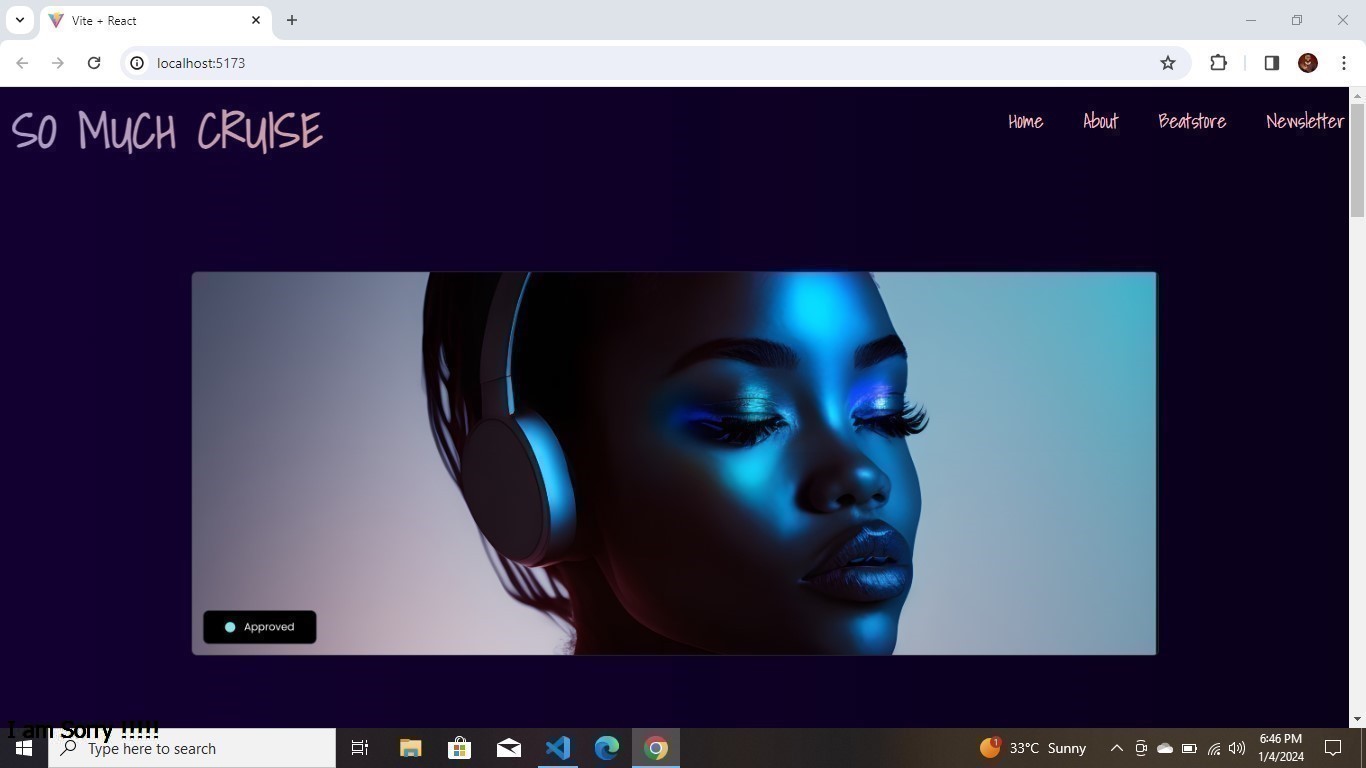 Vite + React
localhost:5173
SO MUCH CRUISE
Home About Beatstore Newsletter
Approved
I am Sorry !!!!!
Type here to search
1
33°C Sunny
6:46 PM
1/4/2024